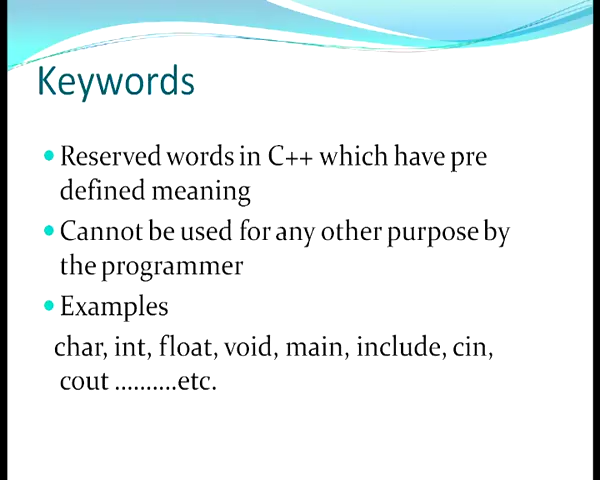 Keywords
Reserved words in C++ which have pre
defined meaning
Cannot be used for any other purpose by
the programmer
Examples
char, int, float, void, main, include, cin,
cout ..........etc.